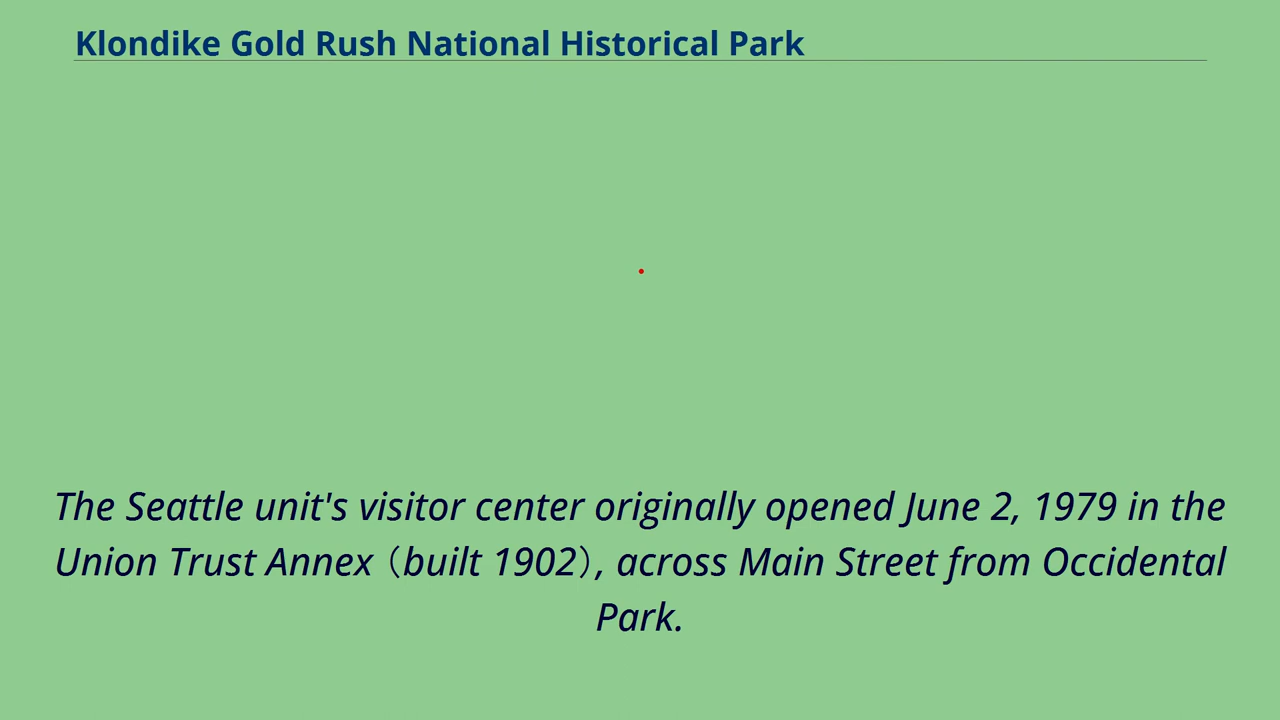 Klondike Gold Rush National Historical Park
The Seattle unit's visitor center originally opened June 2, 1979 in the
Union Trust Annex（built 1902）, across Main Street from Occidental
Park.